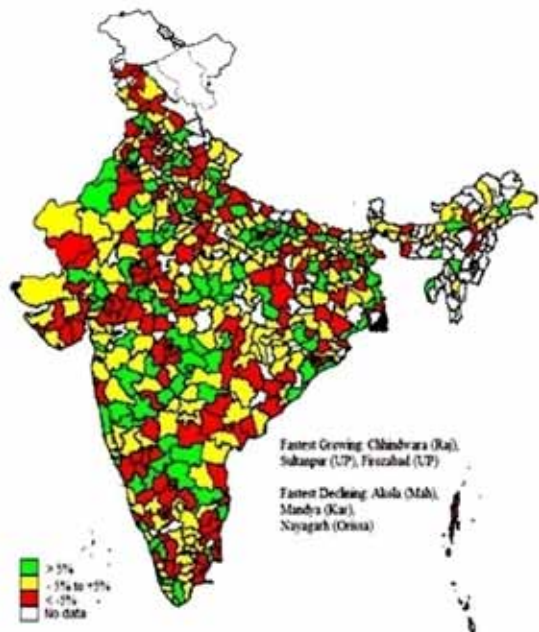 Fastest Growing: Chhindwara (Raj),
Sultanpur (UP), Firozabad (UP)
Fastest Declining: Akola (Mah),
Mandya (Kar),
Nayagarh (Orissa)
> 5%
- 5% to +5%
< -5%
No data